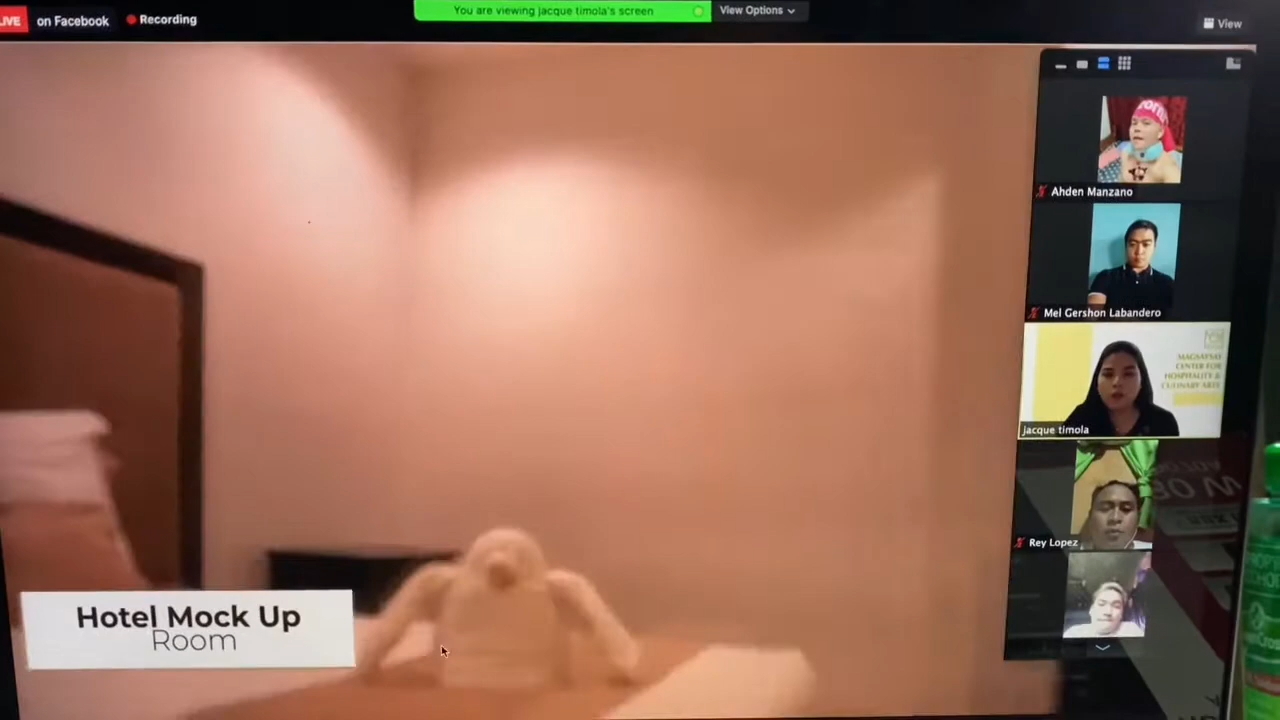 LIVE
on Facebook
Recording
You are viewing jacque timola's screen
View Options
View
Ahden Manzano
Mel Gershon Labandero
MAGSAYSAY
CENTER FOR
HOSPITALITY &
CULINARY ARTS
jacque timola
Rey Lopez
Hotel Mock Up
Room